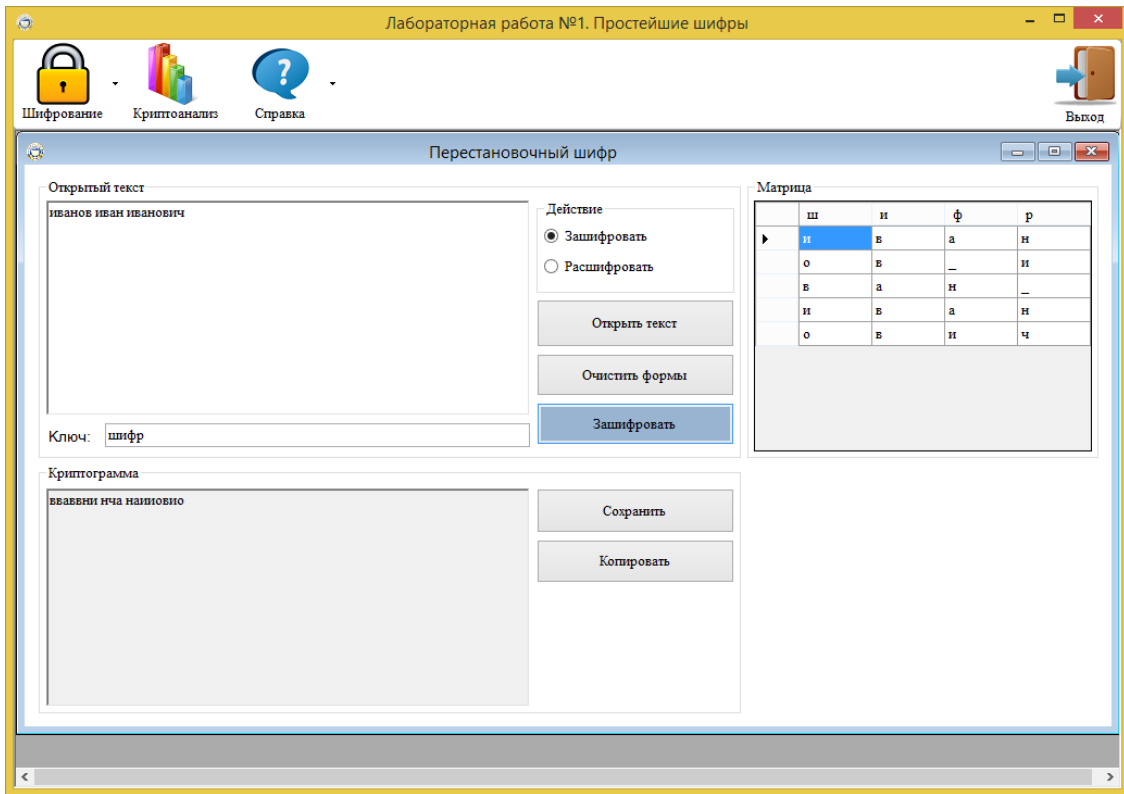 Лабораторная работа №1. Простейшие шифры
Шифрование Криптоанализ Справка Выход
Перестановочный шифр
Открытый текст
иванов иван иванович
Действие
Зашифровать
Расшифровать
Открыть текст
Очистить формы
Зашифровать
Ключ: шифр
Матрица
ш и ф р
и в а н
о в _ и
в а н _
и в а н
о в и ч
Криптограмма
вваввни нча наииовио
Сохранить
Копировать